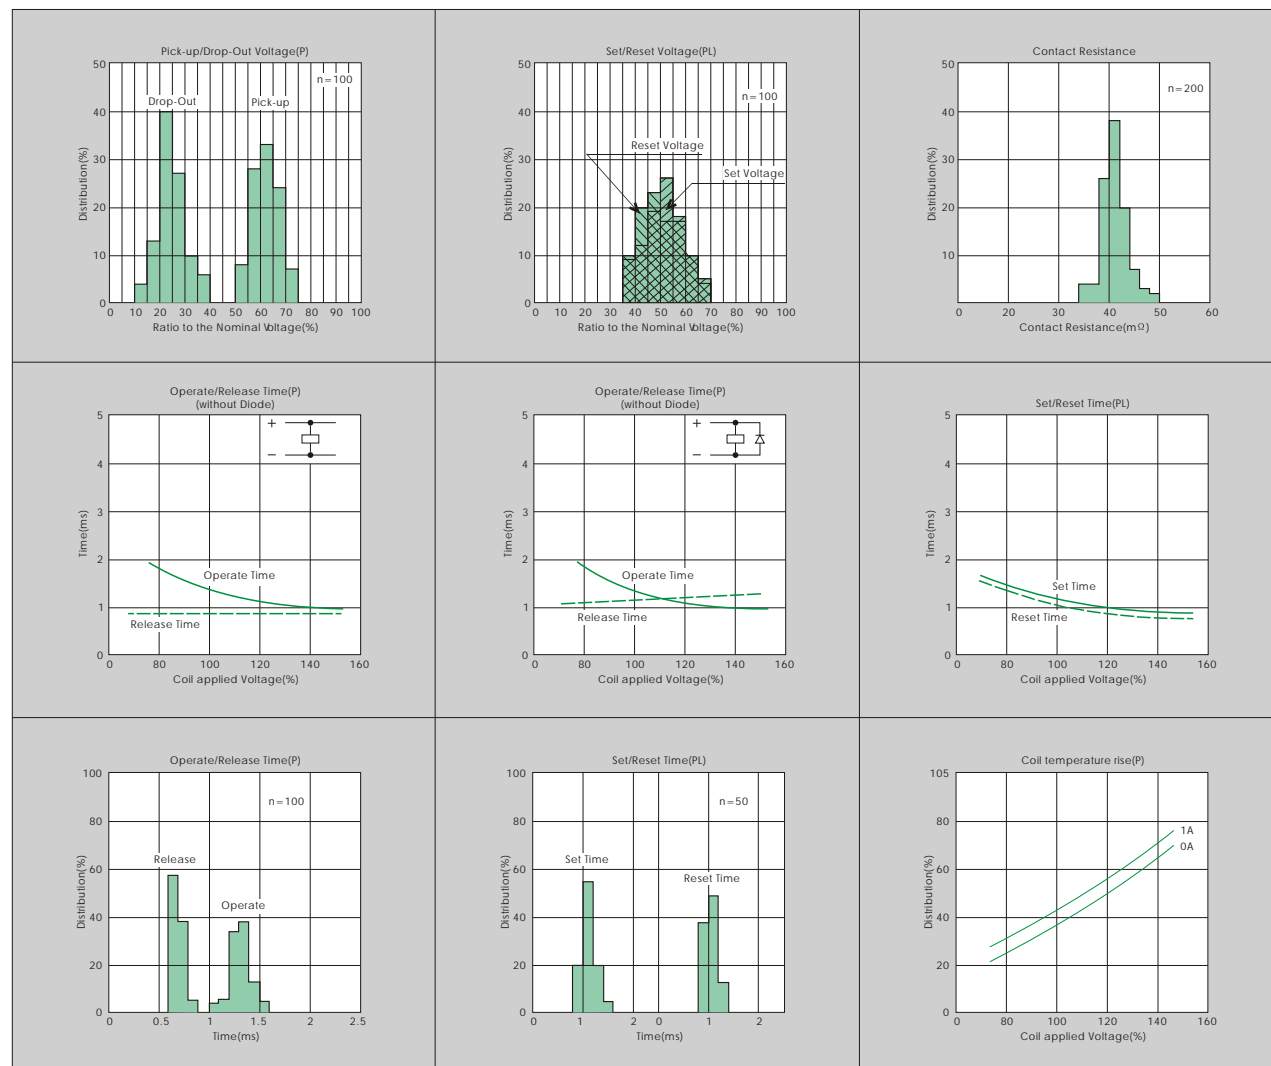 Pick-up/Drop-Out Voltage(P)
50
40
30
20
10
0
Distribution(%)
n=100
Drop-Out
Pick-up
0 10 20 30 40 50 60 70 80 90 100
Ratio to the Nominal Voltage(%)
Set/Reset Voltage(PL)
50
40
30
20
10
0
Distribution(%)
n=100
Reset Voltage
Set Voltage
0 10 20 30 40 50 60 70 80 90 100
Ratio to the Nominal Voltage(%)
Contact Resistance
50
40
30
20
10
0
Distribution(%)
n=200
0 20 30 40 50 60
Contact Resistance(mΩ)
Operate/Release Time(P)
(without Diode)
5
4
3
2
1
0
Time(ms)
+
−
Operate Time
Release Time
0 80 100 120 140 160
Coil applied Voltage(%)
Operate/Release Time(P)
(without Diode)
5
4
3
2
1
0
Time(ms)
+
−
Operate Time
Release Time
0 80 100 120 140 160
Coil applied Voltage(%)
Set/Reset Time(PL)
5
4
3
2
1
0
Time(ms)
Set Time
Reset Time
0 80 100 120 140 160
Coil applied Voltage(%)
Operate/Release Time(P)
100
80
60
40
20
0
Distribution(%)
n=100
Release
Operate
0 0.5 1 1.5 2 2.5
Time(ms)
Set/Reset Time(PL)
100
80
60
40
20
0
Distribution(%)
n=50
Set Time
Reset Time
0 1 2 0 1 2
Time(ms)
Coil temperature rise(P)
105
80
60
40
20
0
Distribution(%)
1A
0A
0 80 100 120 140 160
Coil applied Voltage(%)